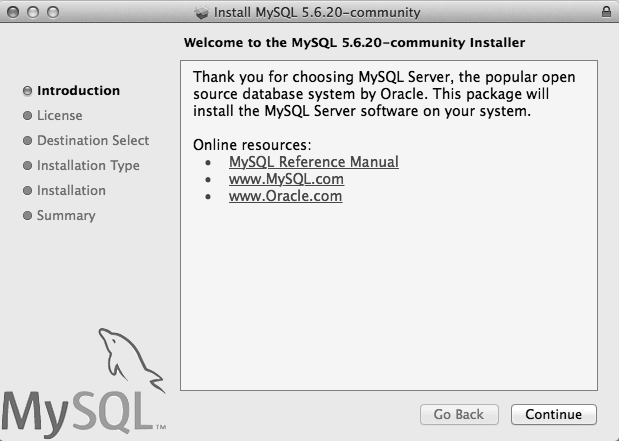 Install MySQL 5.6.20-community
Welcome to the MySQL 5.6.20-community Installer
Introduction
License
Destination Select
Installation Type
Installation
Summary
Thank you for choosing MySQL Server, the popular open
source database system by Oracle. This package will
install the MySQL Server software on your system.
Online resources:
• MySQL Reference Manual
• www.MySQL.com
• www.Oracle.com
MySQL™
Go Back
Continue